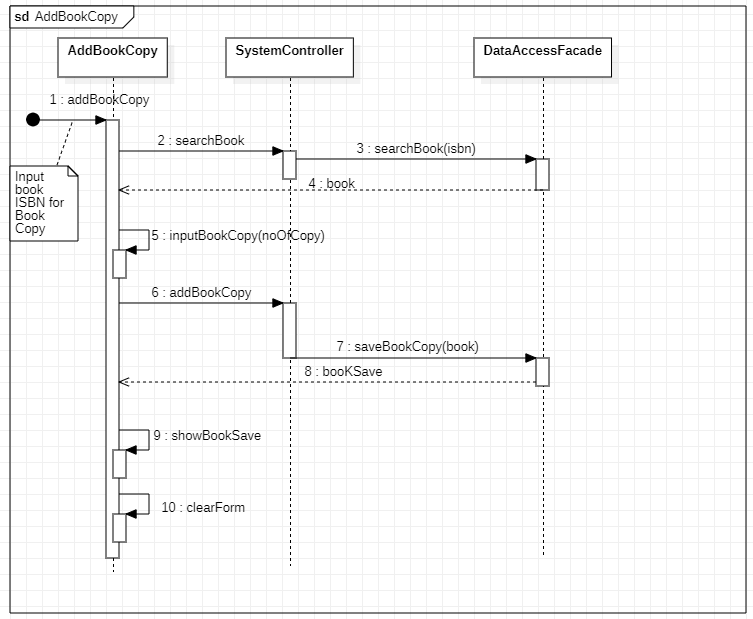 sd AddBookCopy
AddBookCopy
SystemController
DataAccessFacade
1 : addBookCopy
2 : searchBook
3 : searchBook(isbn)
4 : book
Input
book
ISBN for
Book
Copy
5 : inputBookCopy(noOfCopy)
6 : addBookCopy
7 : saveBookCopy(book)
8 : booKSave
9 : showBookSave
10 : clearForm